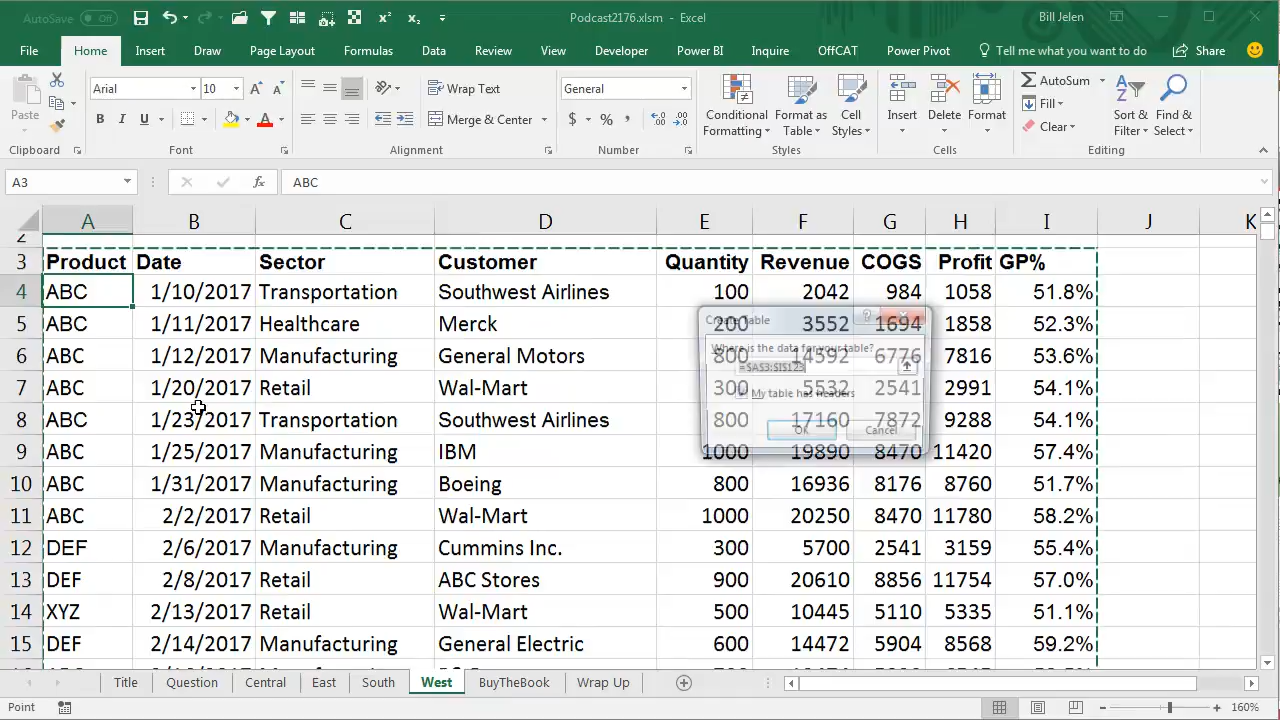 AutoSave Off Podcast2176.xlsm - Excel Bill Jelen
File Home Insert Draw Page Layout Formulas Data Review View Developer Power BI Inquire OffCAT Power Pivot Tell me what you want to do Share
Paste Arial 10 Wrap Text General Conditional Formatting Format as Table Cell Styles Insert Delete Format AutoSum Sort & Filter Find & Select
B I U A Merge & Center $ % , Fill
Clear
Clipboard Font Alignment Number Styles Cells Editing
A3 fx ABC
A B C D E F G H I J K
2
3 Product Date Sector Customer Quantity Revenue COGS Profit GP%
4 ABC 1/10/2017 Transportation Southwest Airlines 100 2042 984 1058 51.8%
5 ABC 1/11/2017 Healthcare Merck 200 3552 1694 1858 52.3%
6 ABC 1/12/2017 Manufacturing General Motors 800 14592 6776 7816 53.6%
7 ABC 1/20/2017 Retail Wal-Mart 300 5532 2541 2991 54.1%
8 ABC 1/23/2017 Transportation Southwest Airlines 800 17160 7872 9288 54.1%
9 ABC 1/25/2017 Manufacturing IBM 1000 19890 8470 11420 57.4%
10 ABC 1/31/2017 Manufacturing Boeing 800 16936 8176 8760 51.7%
11 ABC 2/2/2017 Retail Wal-Mart 1000 20250 8470 11780 58.2%
12 DEF 2/6/2017 Manufacturing Cummins Inc. 300 5700 2541 3159 55.4%
13 DEF 2/8/2017 Retail ABC Stores 900 20610 8856 11754 57.0%
14 XYZ 2/13/2017 Retail Wal-Mart 500 10445 5110 5335 51.1%
15 DEF 2/14/2017 Manufacturing General Electric 600 14472 5904 8568 59.2%
Create Table
Where is the data for your table?
=$A$3:$I$123
My table has headers
OK Cancel
Title Question Central East South West BuyTheBook Wrap Up
Point 160%